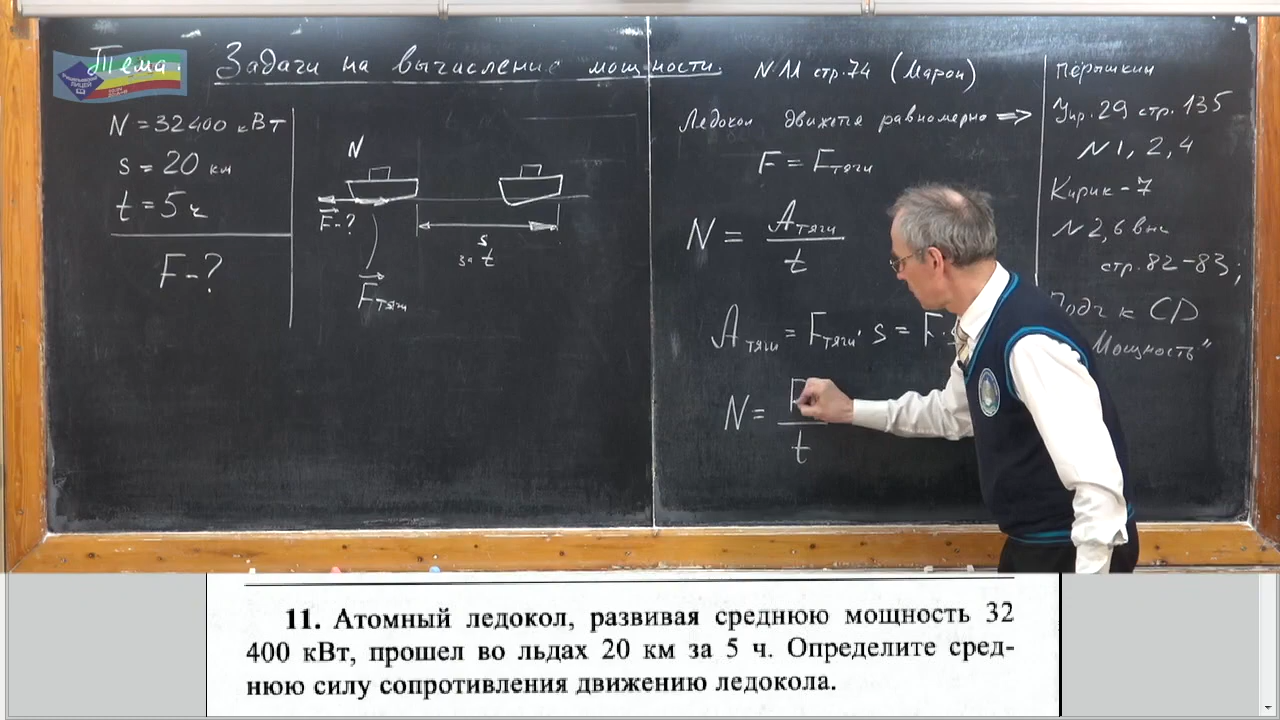 Тема. Задачи на вычисление мощности.
N = 32400 кВт
s = 20 км
t = 5 ч
F - ?
N
F - ?
s
за t
Fтяги
N 11 стр. 74 (Марон)
Ледокол движется равномерно =>
F = Fтяги
N = Aтяги / t
Aтяги = Fтяги · s = F ·
N = F / t
Пёрышкин
Упр. 29 стр. 135
N 1, 2, 4
Кирик - 7
N 2, 6 вни
стр. 82 - 83;
к СР
Мощность"
11. Атомный ледокол, развивая среднюю мощность 32
400 кВт, прошел во льдах 20 км за 5 ч. Определите сред-
нюю силу сопротивления движению ледокола.